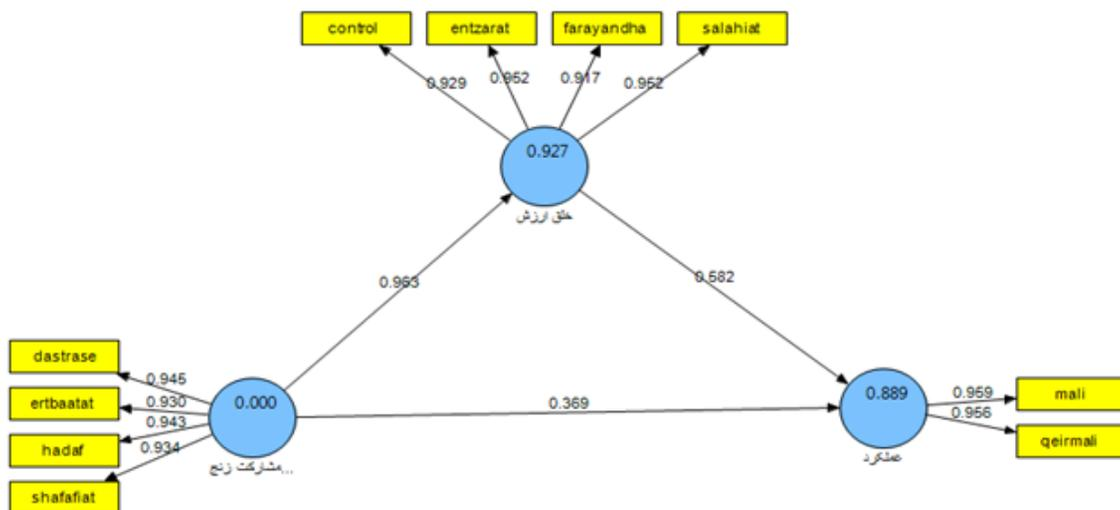 control
entzarat
farayandha
salahiat
0.929
0.952
0.917
0.952
0.927
خلق ارزش
0.963
0.582
dastrase
ertbaatat
hadaf
shafafiat
0.945
0.930
0.943
0.934
0.000
مشارکت زنج...
0.369
0.889
عملکرد
0.959
0.956
mali
qeirmali